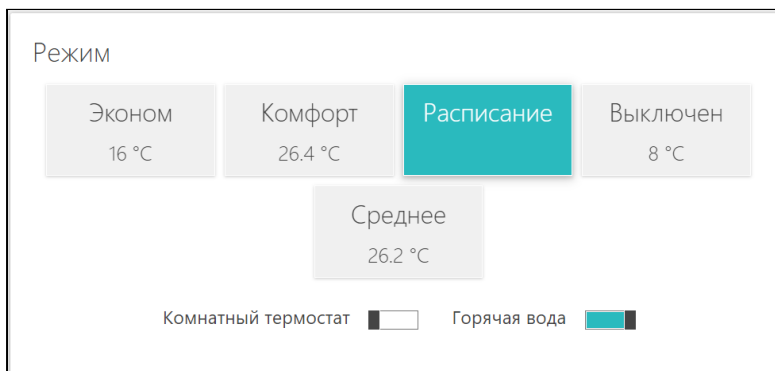 Режим
Эконом Комфорт Расписание Выключен
16 °C 26.4 °C 8 °C
Среднее
26.2 °C
Комнатный термостат Горячая вода